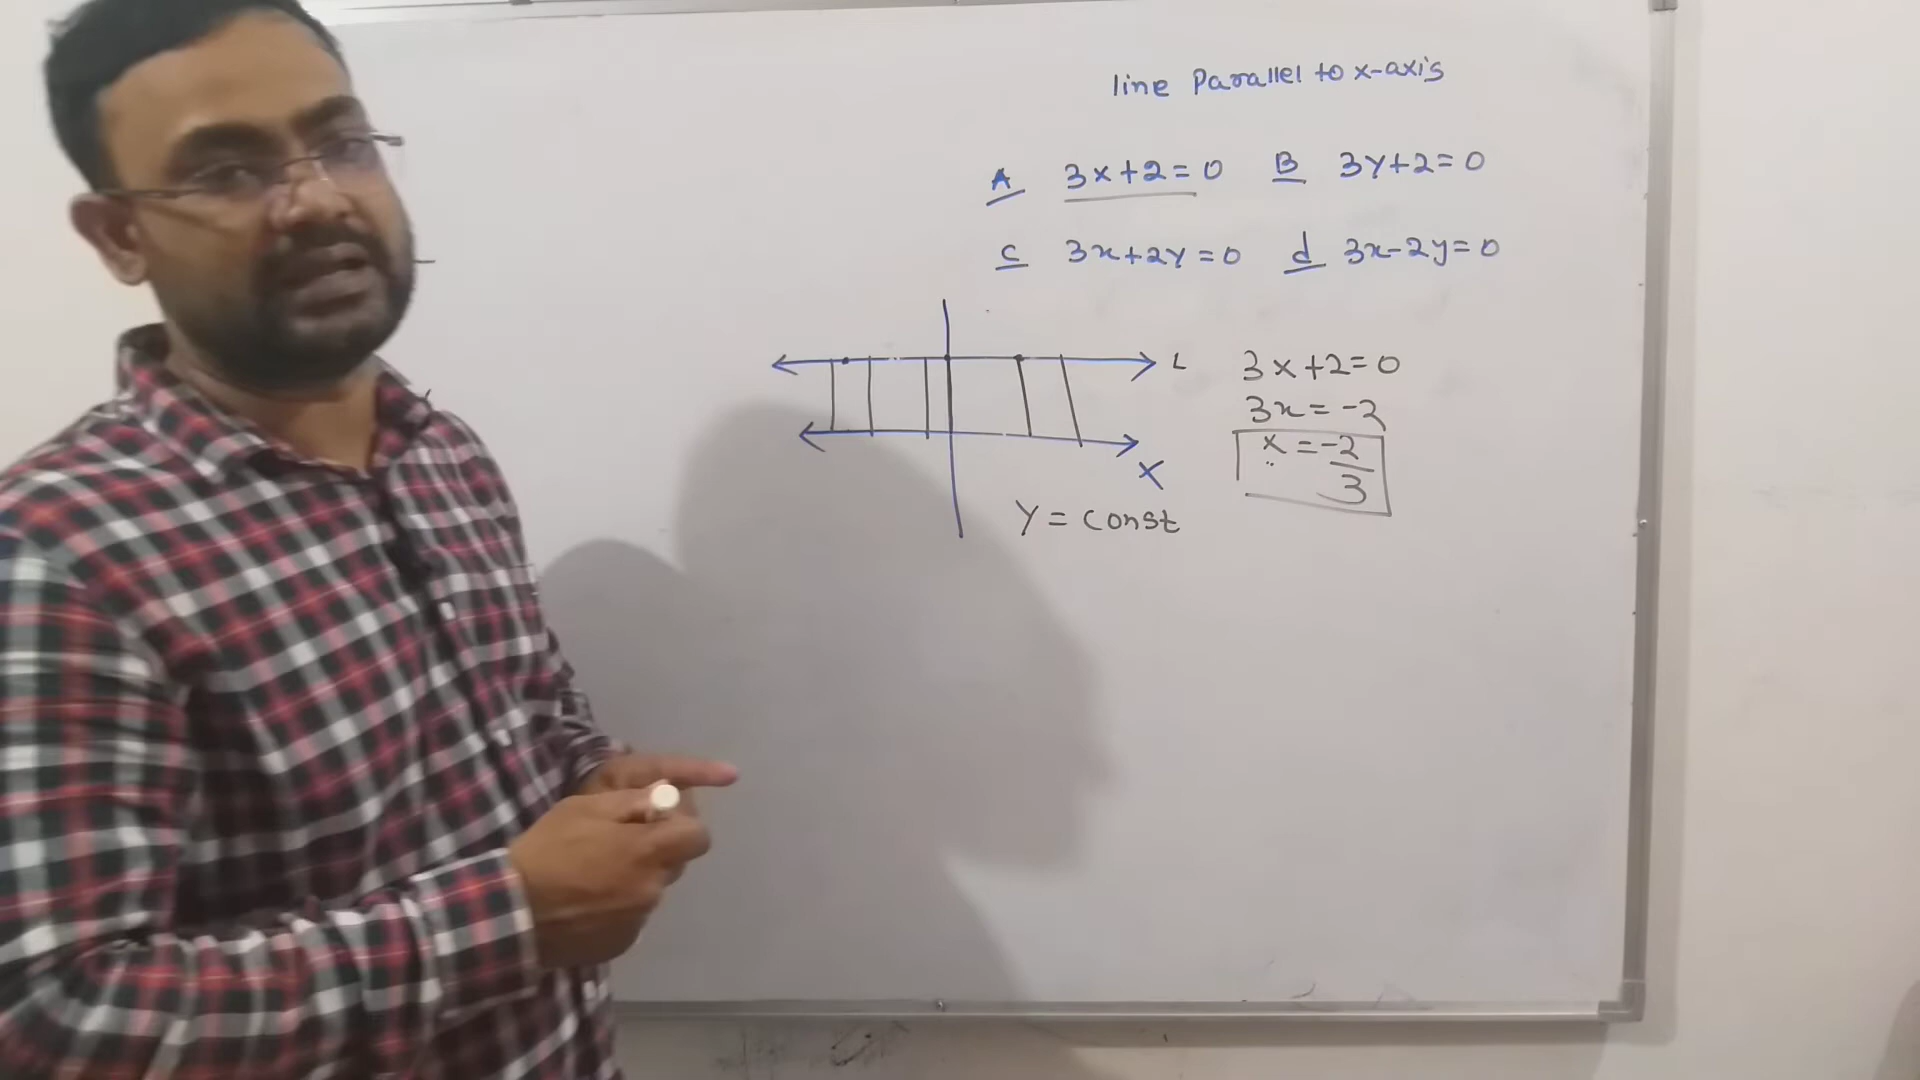 line Parallel to x-axis
A 3x+2=0 B 3y+2=0
C 3x+2y=0 d 3x-2y=0
L
X
Y = const
3x+2=0
3x = -2
x = -2/3